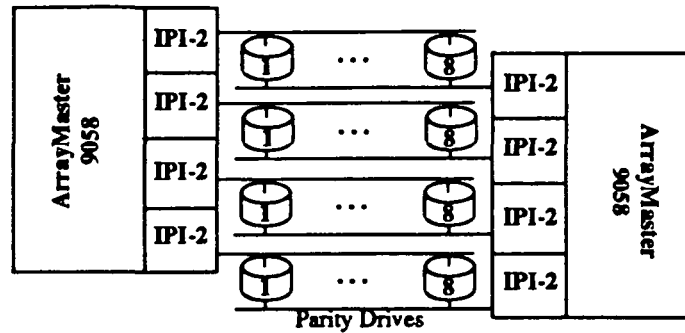 ArrayMaster
9058
IPI-2
IPI-2
IPI-2
IPI-2
1 ... 8
1 ... 8
1 ... 8
1 ... 8
Parity Drives
IPI-2
IPI-2
IPI-2
IPI-2
ArrayMaster
9058